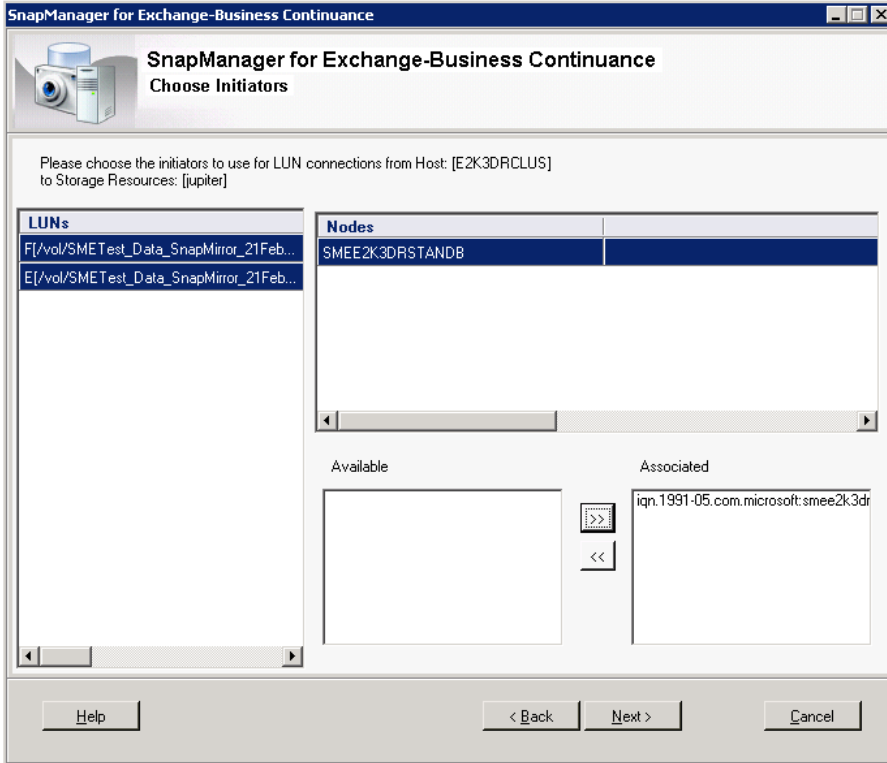 SnapManager for Exchange-Business Continuance
SnapManager for Exchange-Business Continuance
Choose Initiators
Please choose the initiators to use for LUN connections from Host: [E2K3DRCLUS]
to Storage Resources: [jupiter]
LUNs
F[/vol/SMETest_Data_SnapMirror_21Feb...
E[/vol/SMETest_Data_SnapMirror_21Feb...
Nodes
SMEE2K3DRSTANDB
Available
Associated
>>
iqn.1991-05.com.microsoft:smee2k3dr
<<
Help
< Back
Next >
Cancel